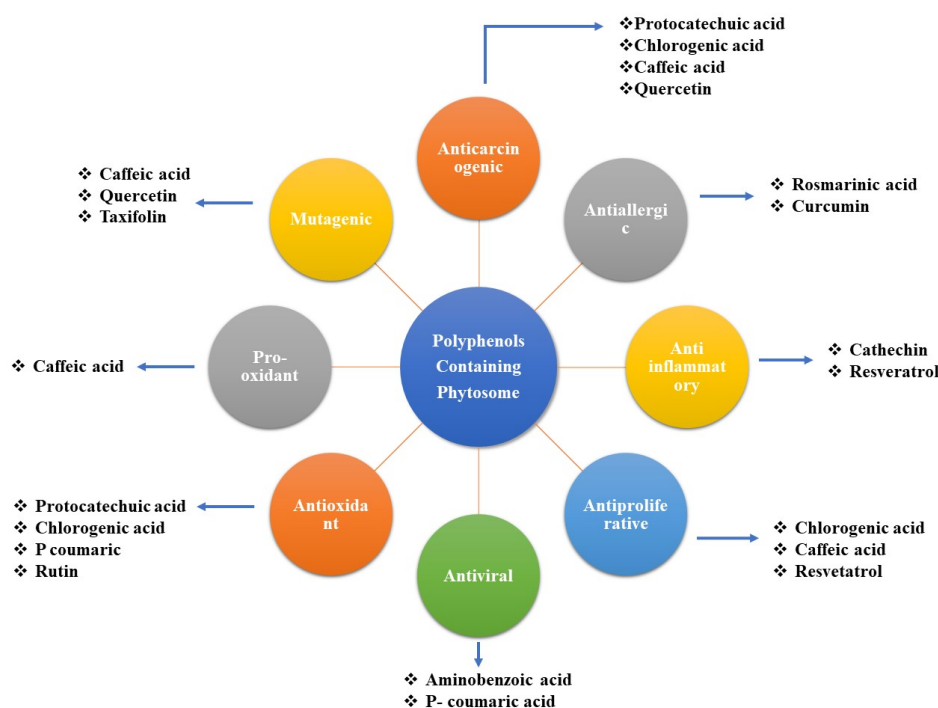 ❖Protocatechuic acid
❖Chlorogenic acid
❖Caffeic acid
❖Quercetin
Anticarcin
ogenic
❖ Rosmarinic acid
❖ Curcumin
Antiallergi
c
❖ Cathechin
❖ Resveratrol
Anti
inflammat
ory
❖ Chlorogenic acid
❖ Caffeic acid
❖ Resvetatrol
Antiprolife
rative
Antiviral
❖ Aminobenzoic acid
❖ P- coumaric acid
Antioxida
nt
❖ Protocatechuic acid
❖ Chlorogenic acid
❖ P coumaric
❖ Rutin
Pro-
oxidant
❖ Caffeic acid
Mutagenic
❖ Caffeic acid
❖ Quercetin
❖ Taxifolin
Polyphenols
Containing
Phytosome